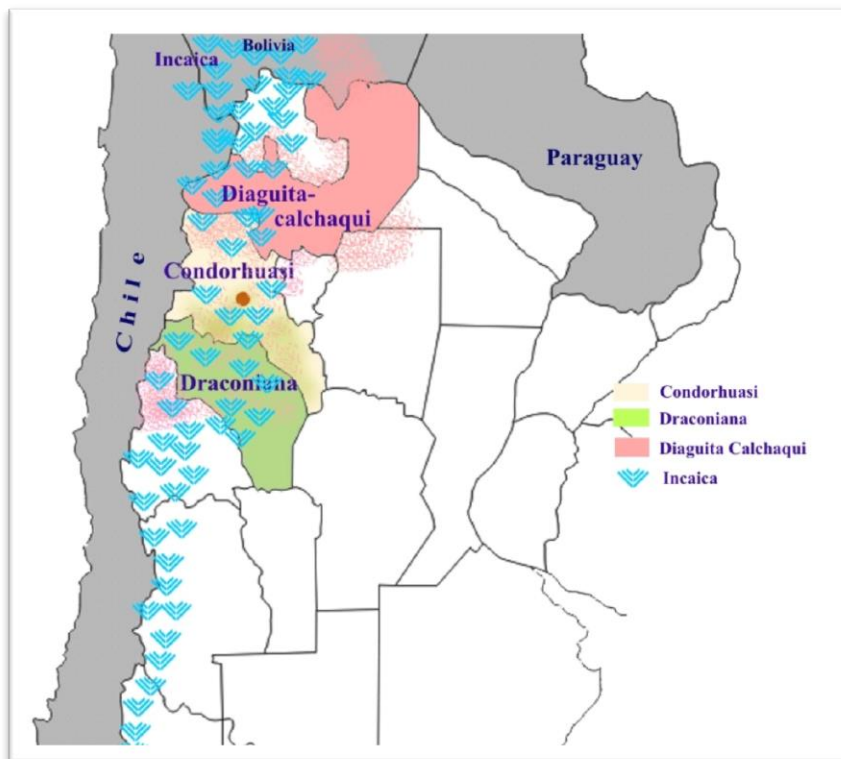 Bolivia
Incaica
Paraguay
Diaguita-
calchaqui
Condorhuasi
Chile
Draconiana
Condorhuasi
Draconiana
Diaguita Calchaqui
Incaica